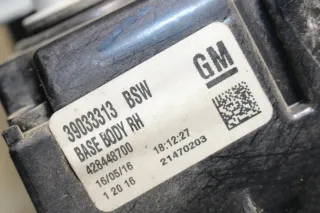 39033313 BSW
BASE BODY RH
428448700
16/05/16 18:12:27
1 20 16 21470203
GM